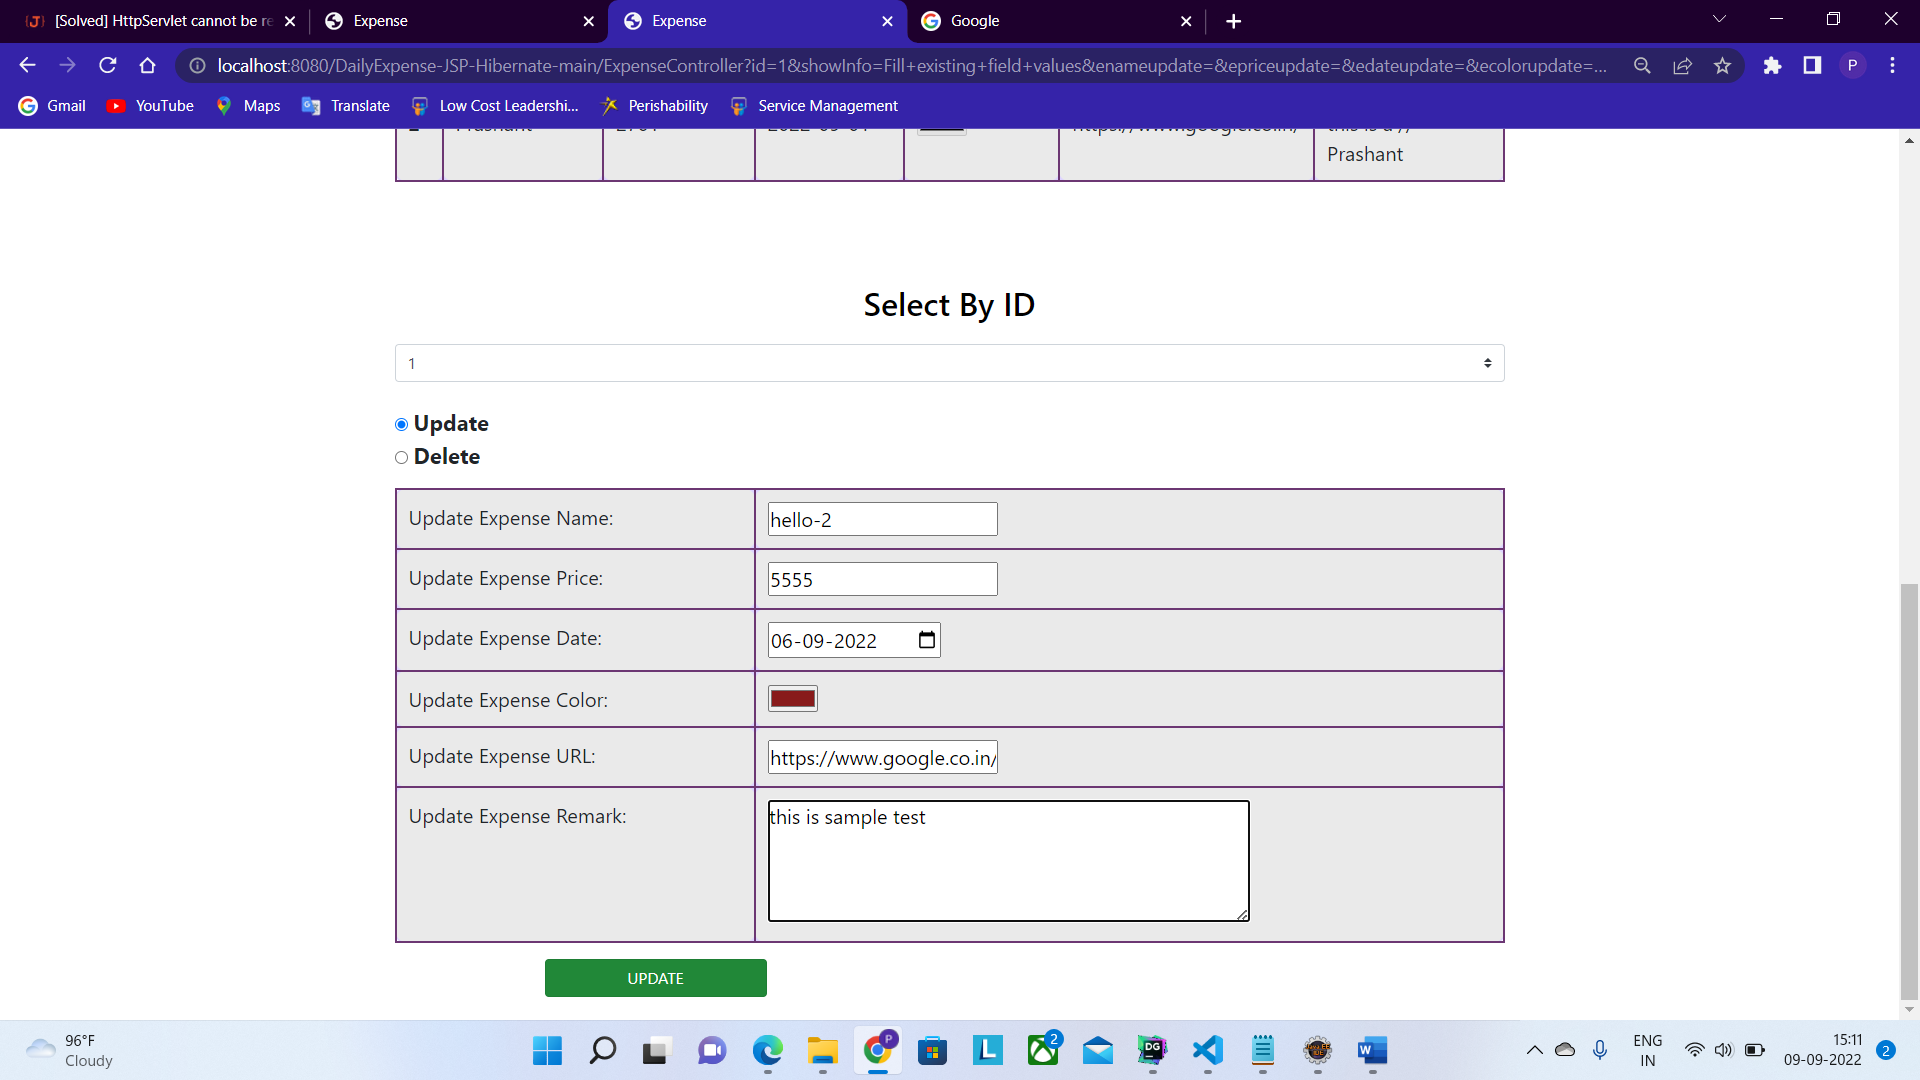 [Solved] HttpServlet cannot be re
Expense
Expense
Google
localhost:8080/DailyExpense-JSP-Hibernate-main/ExpenseController?id=1&showInfo=Fill+existing+field+values&enameupdate=&epriceupdate=&edateupdate=&ecolorupdate=...
P
Gmail
YouTube
Maps
Translate
Low Cost Leadershi...
Perishability
Service Management
Prashant
Select By ID
1
Update
Delete
Update Expense Name:
hello-2
Update Expense Price:
5555
Update Expense Date:
06-09-2022
Update Expense Color:
Update Expense URL:
https://www.google.co.in/
Update Expense Remark:
this is sample test
UPDATE
96°F
Cloudy
P
L
2
DG
W
ENG
IN
15:11
09-09-2022
2